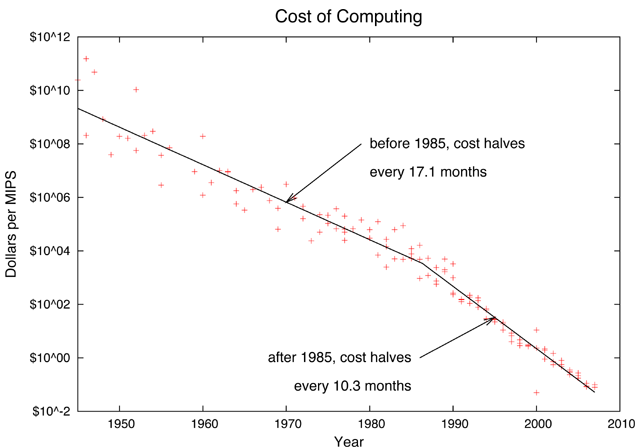 Cost of Computing
$10^12
$10^10
$10^08
$10^06
$10^04
$10^02
$10^00
$10^-2
Dollars per MIPS
before 1985, cost halves
every 17.1 months
after 1985, cost halves
every 10.3 months
1950 1960 1970 1980 1990 2000 2010
Year